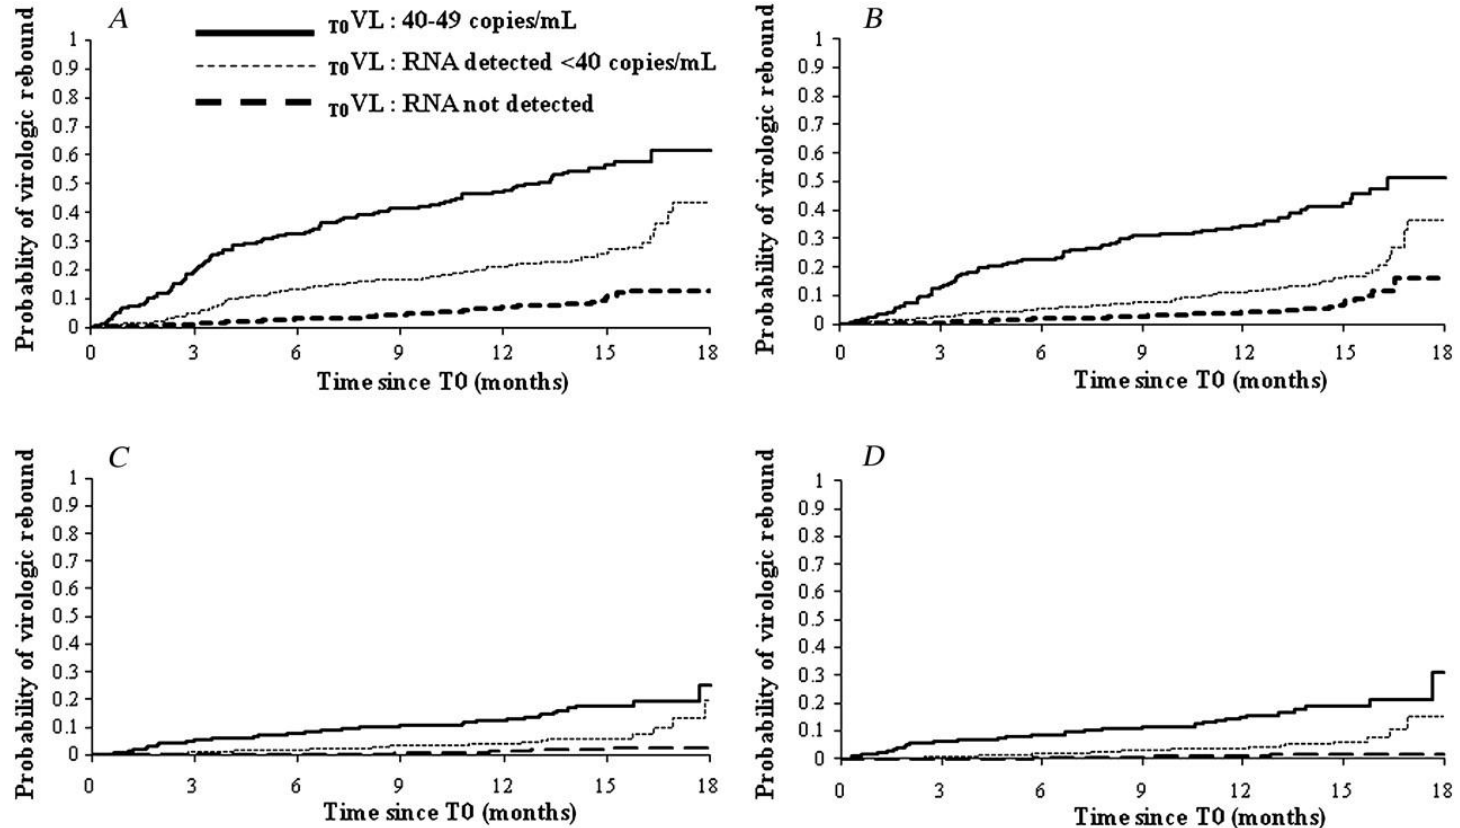 A
T0VL : 40-49 copies/mL
T0VL : RNA detected <40 copies/mL
T0VL : RNA not detected
Probablity of virologic rebound
1
0.9
0.8
0.7
0.6
0.5
0.4
0.3
0.2
0.1
0
0 3 6 9 12 15 18
Time since T0 (months)
B
Probability of virologic rebound
1
0.9
0.8
0.7
0.6
0.5
0.4
0.3
0.2
0.1
0
0 3 6 9 12 15 18
Time since T0 (months)
C
Probability of virologic rebound
1
0.9
0.8
0.7
0.6
0.5
0.4
0.3
0.2
0.1
0
0 3 6 9 12 15 18
Time since T0 (months)
D
Probability of virologic rebound
1
0.9
0.8
0.7
0.6
0.5
0.4
0.3
0.2
0.1
0
0 3 6 9 12 15 18
Time since T0 (months)